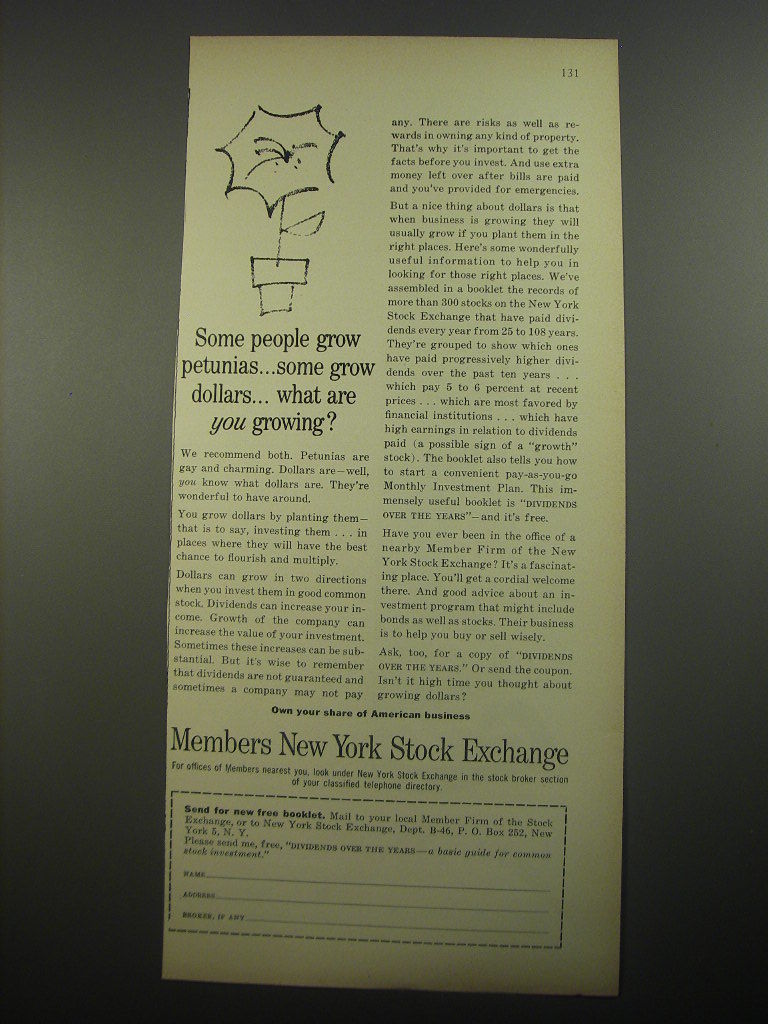 131
Some people grow
petunias...some grow
dollars... what are
you growing?
We recommend both. Petunias are
gay and charming. Dollars are—well,
you know what dollars are. They're
wonderful to have around.
You grow dollars by planting them—
that is to say, investing them . . . in
places where they will have the best
chance to flourish and multiply.
Dollars can grow in two directions
when you invest them in good common
stock. Dividends can increase your in-
come. Growth of the company can
increase the value of your investment.
Sometimes these increases can be sub-
stantial. But it's wise to remember
that dividends are not guaranteed and
sometimes a company may not pay
any. There are risks as well as re-
wards in owning any kind of property.
That's why it's important to get the
facts before you invest. And use extra
money left over after bills are paid
and you've provided for emergencies.
But a nice thing about dollars is that
when business is growing they will
usually grow if you plant them in the
right places. Here's some wonderfully
useful information to help you in
looking for those right places. We've
assembled in a booklet the records of
more than 300 stocks on the New York
Stock Exchange that have paid divi-
dends every year from 25 to 108 years.
They're grouped to show which ones
have paid progressively higher divi-
dends over the past ten years . . .
which pay 5 to 6 percent at recent
prices . . . which are most favored by
financial institutions . . . which have
high earnings in relation to dividends
paid (a possible sign of a "growth"
stock). The booklet also tells you how
to start a convenient pay-as-you-go
Monthly Investment Plan. This im-
mensely useful booklet is "DIVIDENDS
OVER THE YEARS"—and it's free.
Have you ever been in the office of a
nearby Member Firm of the New
York Stock Exchange? It's a fascinat-
ing place. You'll get a cordial welcome
there. And good advice about an in-
vestment program that might include
bonds as well as stocks. Their business
is to help you buy or sell wisely.
Ask, too, for a copy of "DIVIDENDS
OVER THE YEARS." Or send the coupon.
Isn't it high time you thought about
growing dollars?
Own your share of American business
Members New York Stock Exchange
For offices of Members nearest you, look under New York Stock Exchange in the stock broker section
of your classified telephone directory.
Send for new free booklet. Mail to your local Member Firm of the Stock
Exchange, or to New York Stock Exchange, Dept. B-46, P. O. Box 252, New
York 5, N. Y.
Please send me, free, "DIVIDENDS OVER THE YEARS—a basic guide for common
stock investment."
NAME
ADDRESS
BROKER, IF ANY